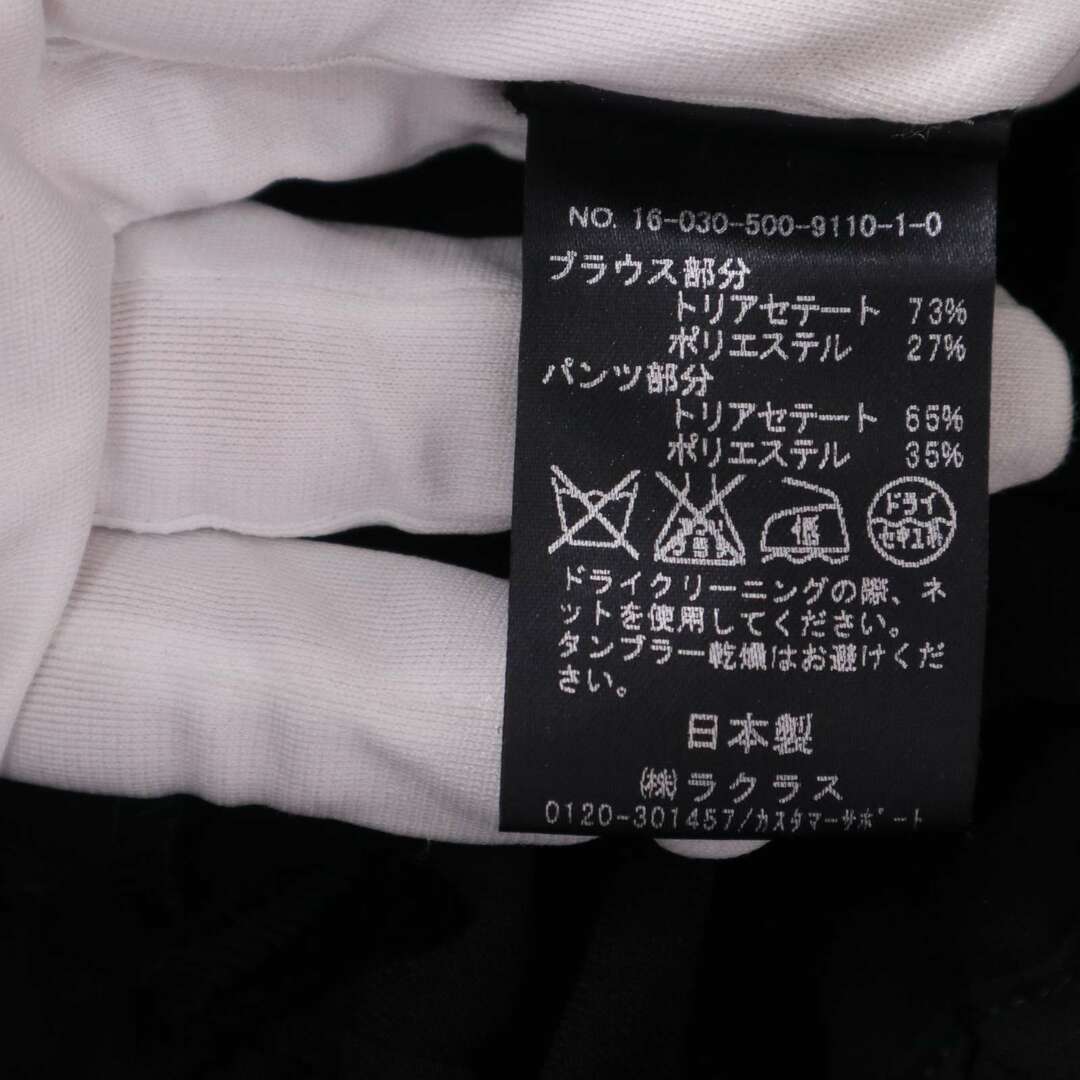 NO. 16-030-500-9110-1-0
ブラウス部分
トリアセテート 73%
ポリエステル 27%
パンツ部分
トリアセテート 65%
ポリエステル 35%
低
ドライ
セキユ系
ドライクリーニングの際、ネ
ットを使用してください。
タンブラー乾燥はお避けくだ
さい。
日本製
㈱ラクラス
0120-301457/カスタマーサポート